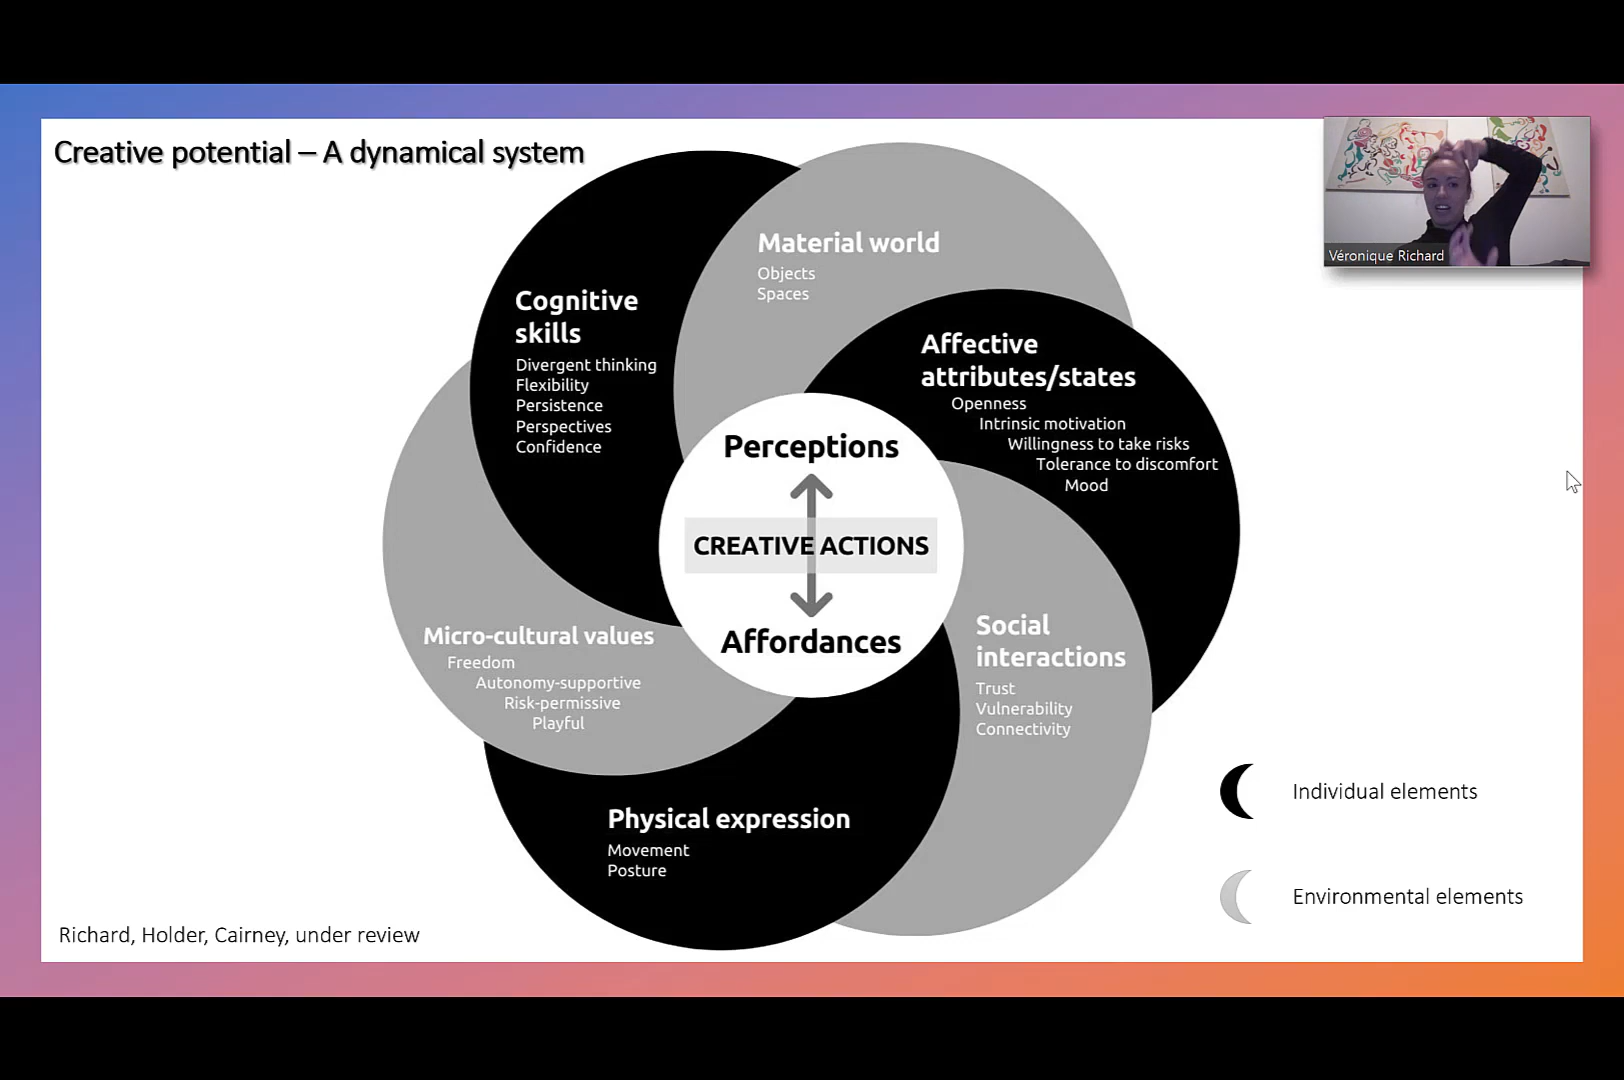 Creative potential – A dynamical system
Véronique Richard
Material world
Objects
Spaces
Cognitive
skills
Divergent thinking
Flexibility
Persistence
Perspectives
Confidence
Affective
attributes/states
Openness
Intrinsic motivation
Willingness to take risks
Tolerance to discomfort
Mood
Perceptions
CREATIVE ACTIONS
Affordances
Micro-cultural values
Freedom
Autonomy-supportive
Risk-permissive
Playful
Social
interactions
Trust
Vulnerability
Connectivity
Physical expression
Movement
Posture
Individual elements
Environmental elements
Richard, Holder, Cairney, under review